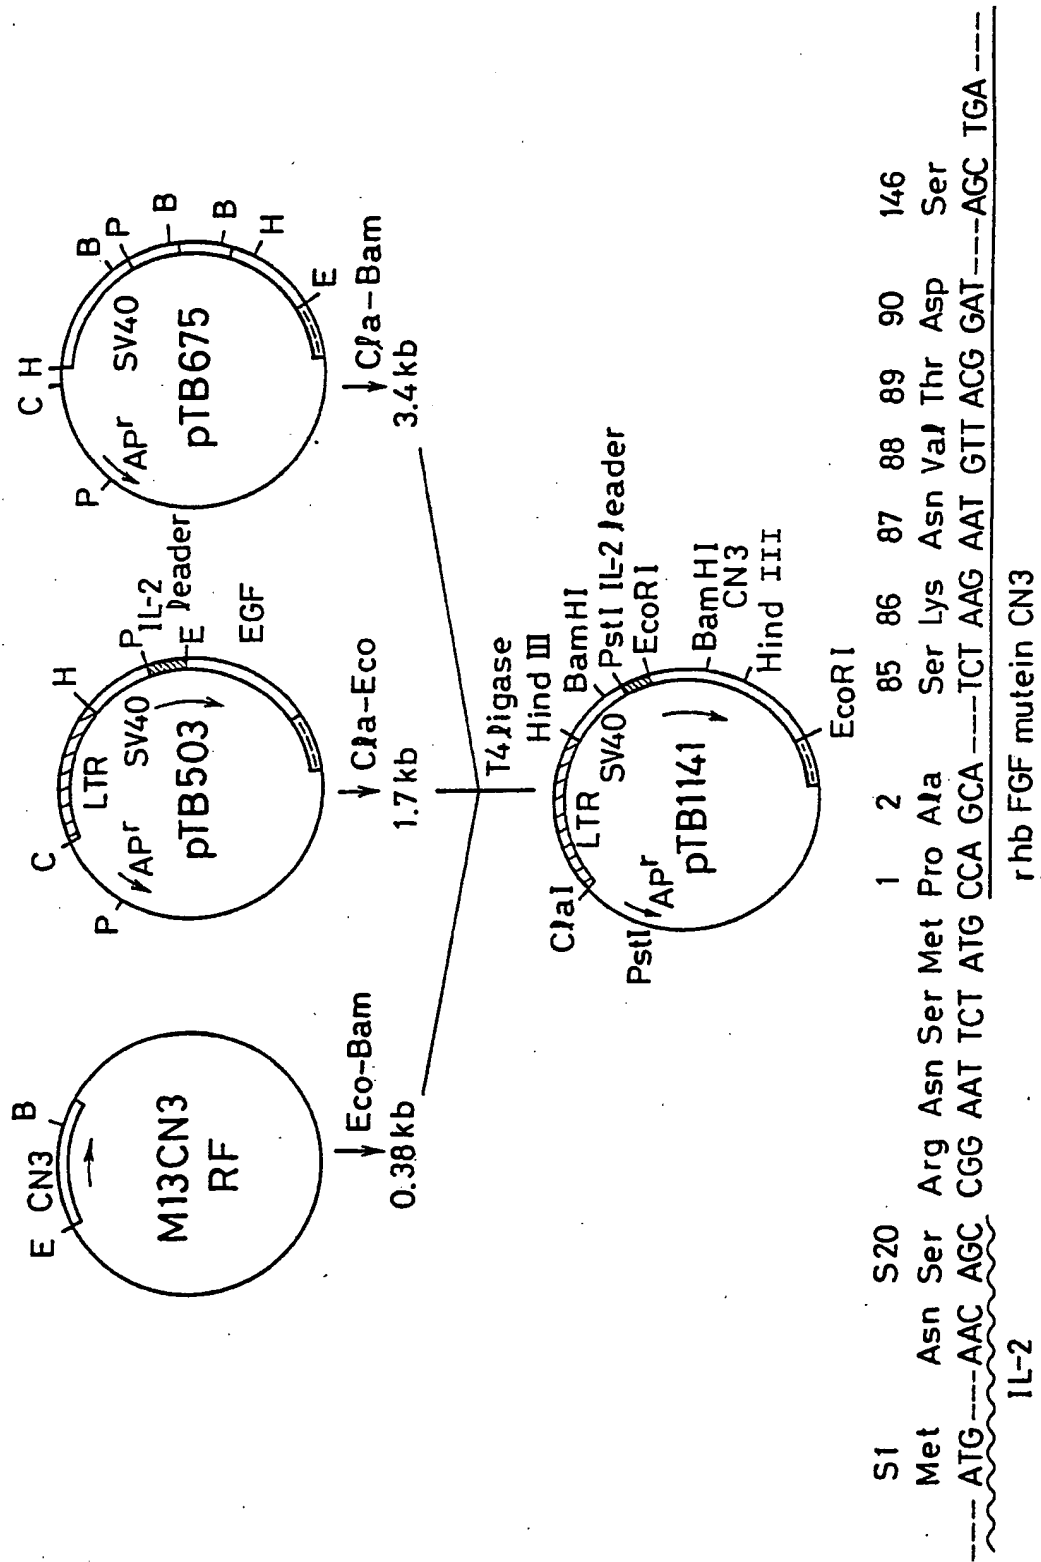 E CN3 B
M13CN3
RF
Eco-Bam
0.38kb
C
LTR
H
P
APr
SV40
P
IL-2
leader
E
pTB503
EGF
Cla-Eco
1.7kb
C H
P
APr
SV40
B
P
B
B
H
E
pTB675
Cla-Bam
3.4kb
T4 ligase
ClaI
PstI
APr
LTR
SV40
Hind III
BamHI
PstI IL-2 leader
EcoRI
BamHI
CN3
Hind III
EcoRI
pTB1141
S1 S20 1 2 85 86 87 88 89 90 146
Met Asn Ser Arg Asn Ser Met Pro Ala Ser Lys Asn Val Thr Asp Ser
---- ATG ---- AAC AGC CGG AAT TCT ATG CCA GCA ---- TCT AAG AAT GTT ACG GAT ---- AGC TGA ----
IL-2
rhb FGF mutein CN3